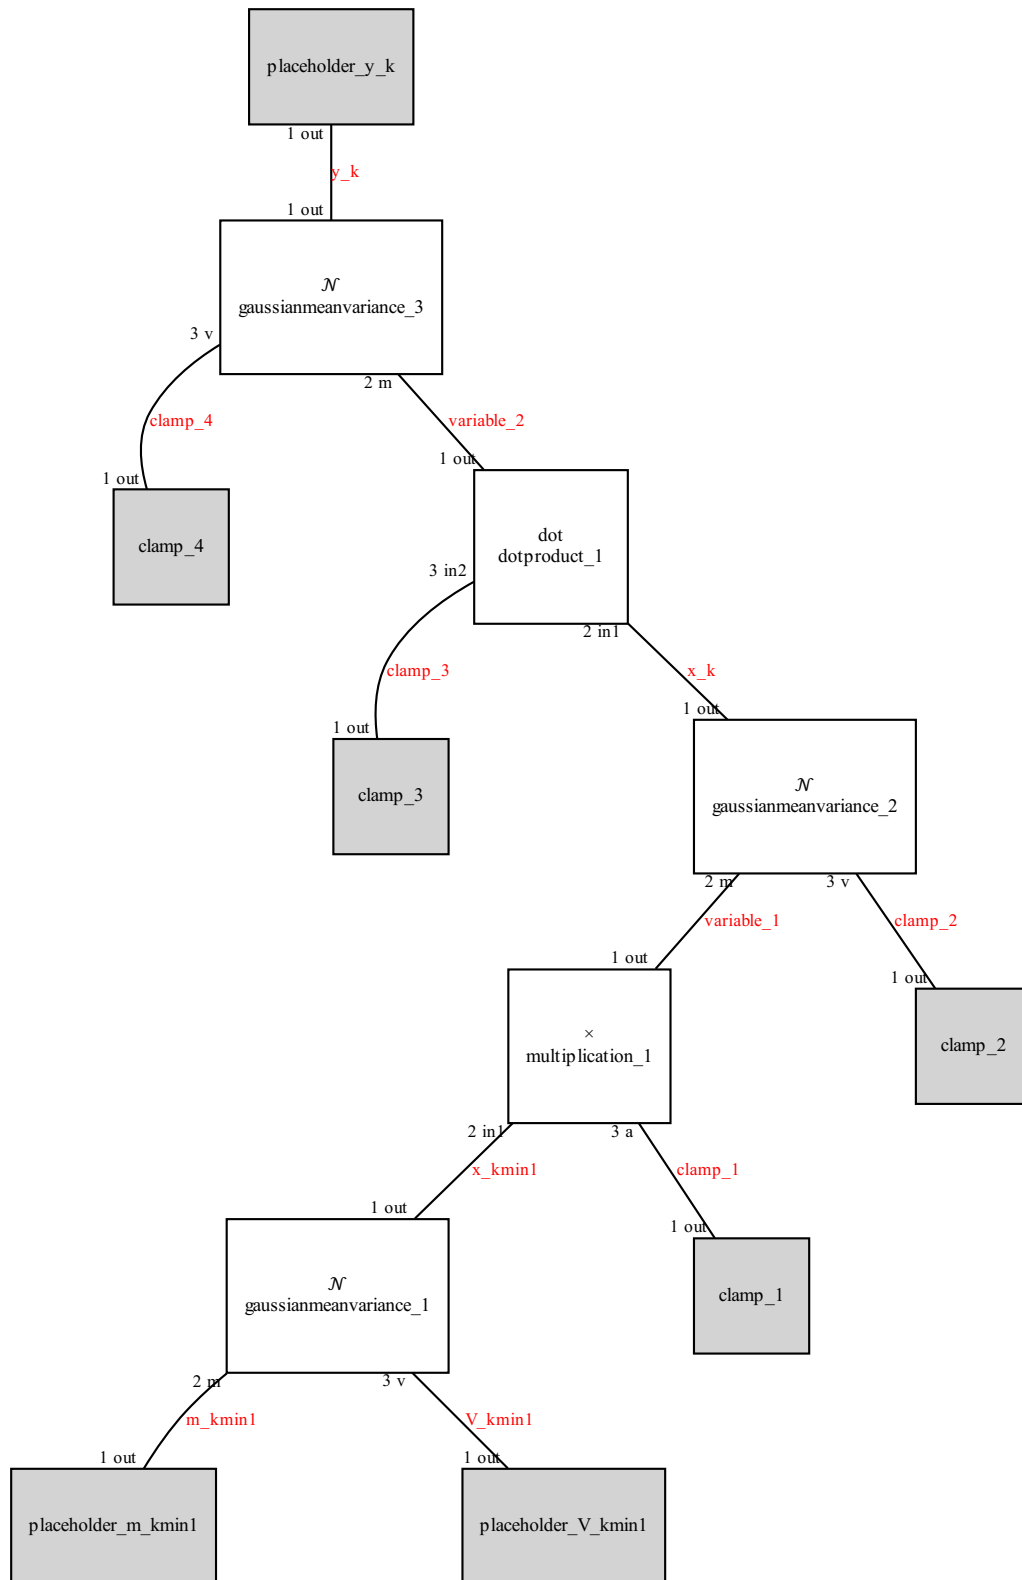 placeholder_y_k
1 out
y_k
1 out
𝒩
gaussianmeanvariance_3
3 v
2 m
clamp_4
variable_2
1 out
1 out
clamp_4
dot
dotproduct_1
3 in2
2 in1
clamp_3
x_k
1 out
1 out
clamp_3
𝒩
gaussianmeanvariance_2
2 m
3 v
variable_1
clamp_2
1 out
1 out
clamp_2
×
multiplication_1
2 in1
3 a
x_kmin1
clamp_1
1 out
1 out
clamp_1
𝒩
gaussianmeanvariance_1
2 m
3 v
m_kmin1
V_kmin1
1 out
1 out
placeholder_m_kmin1
placeholder_V_kmin1